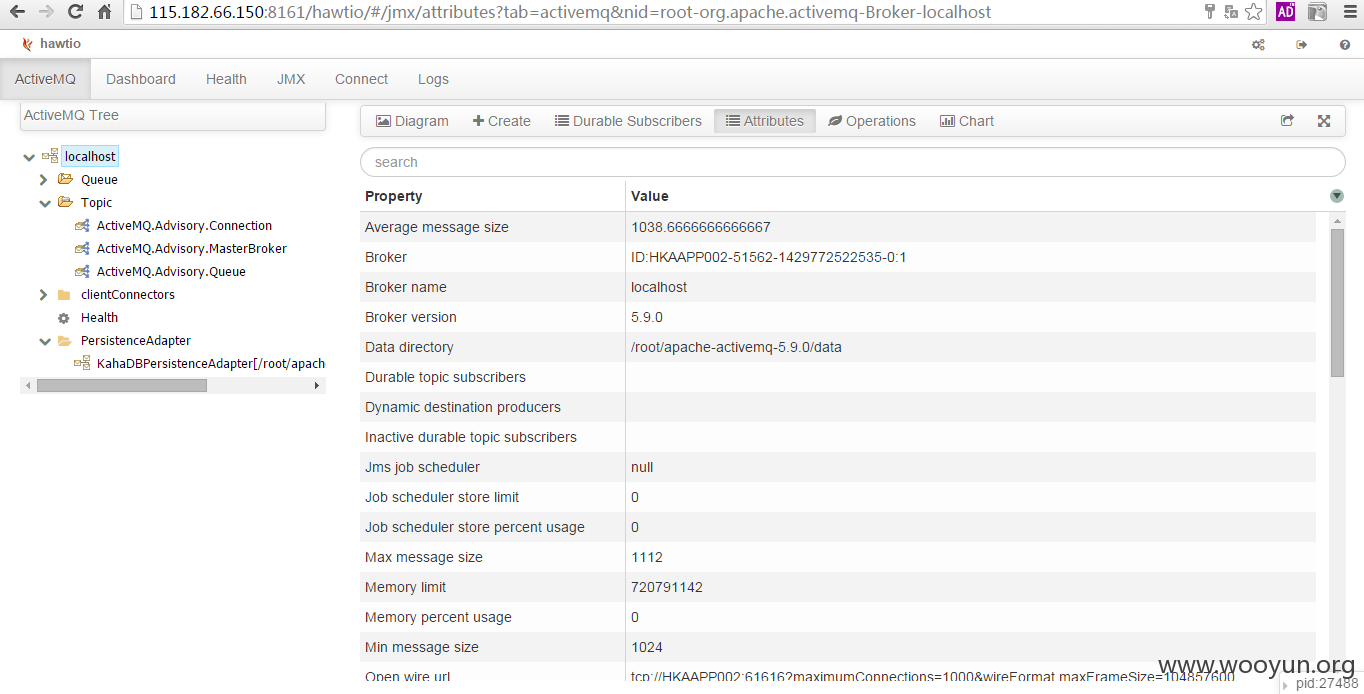 115.182.66.150:8161/hawtio/#/jmx/attributes?tab=activemq&nid=root-org.apache.activemq-Broker-localhost
AD
hawtio
ActiveMQ Dashboard Health JMX Connect Logs
ActiveMQ Tree
localhost
Queue
Topic
ActiveMQ.Advisory.Connection
ActiveMQ.Advisory.MasterBroker
ActiveMQ.Advisory.Queue
clientConnectors
Health
PersistenceAdapter
KahaDBPersistenceAdapter[/root/apach
Diagram Create Durable Subscribers Attributes Operations Chart
search
Property Value
Average message size 1038.6666666666667
Broker ID:HKAAPP002-51562-1429772522535-0:1
Broker name localhost
Broker version 5.9.0
Data directory /root/apache-activemq-5.9.0/data
Durable topic subscribers
Dynamic destination producers
Inactive durable topic subscribers
Jms job scheduler null
Job scheduler store limit 0
Job scheduler store percent usage 0
Max message size 1112
Memory limit 720791142
Memory percent usage 0
Min message size 1024
Open wire url tcp://HKAAPP002:61616?maximumConnections=1000&wireFormat.maxFrameSize=104857600
www.wooyun.org
pid:27488